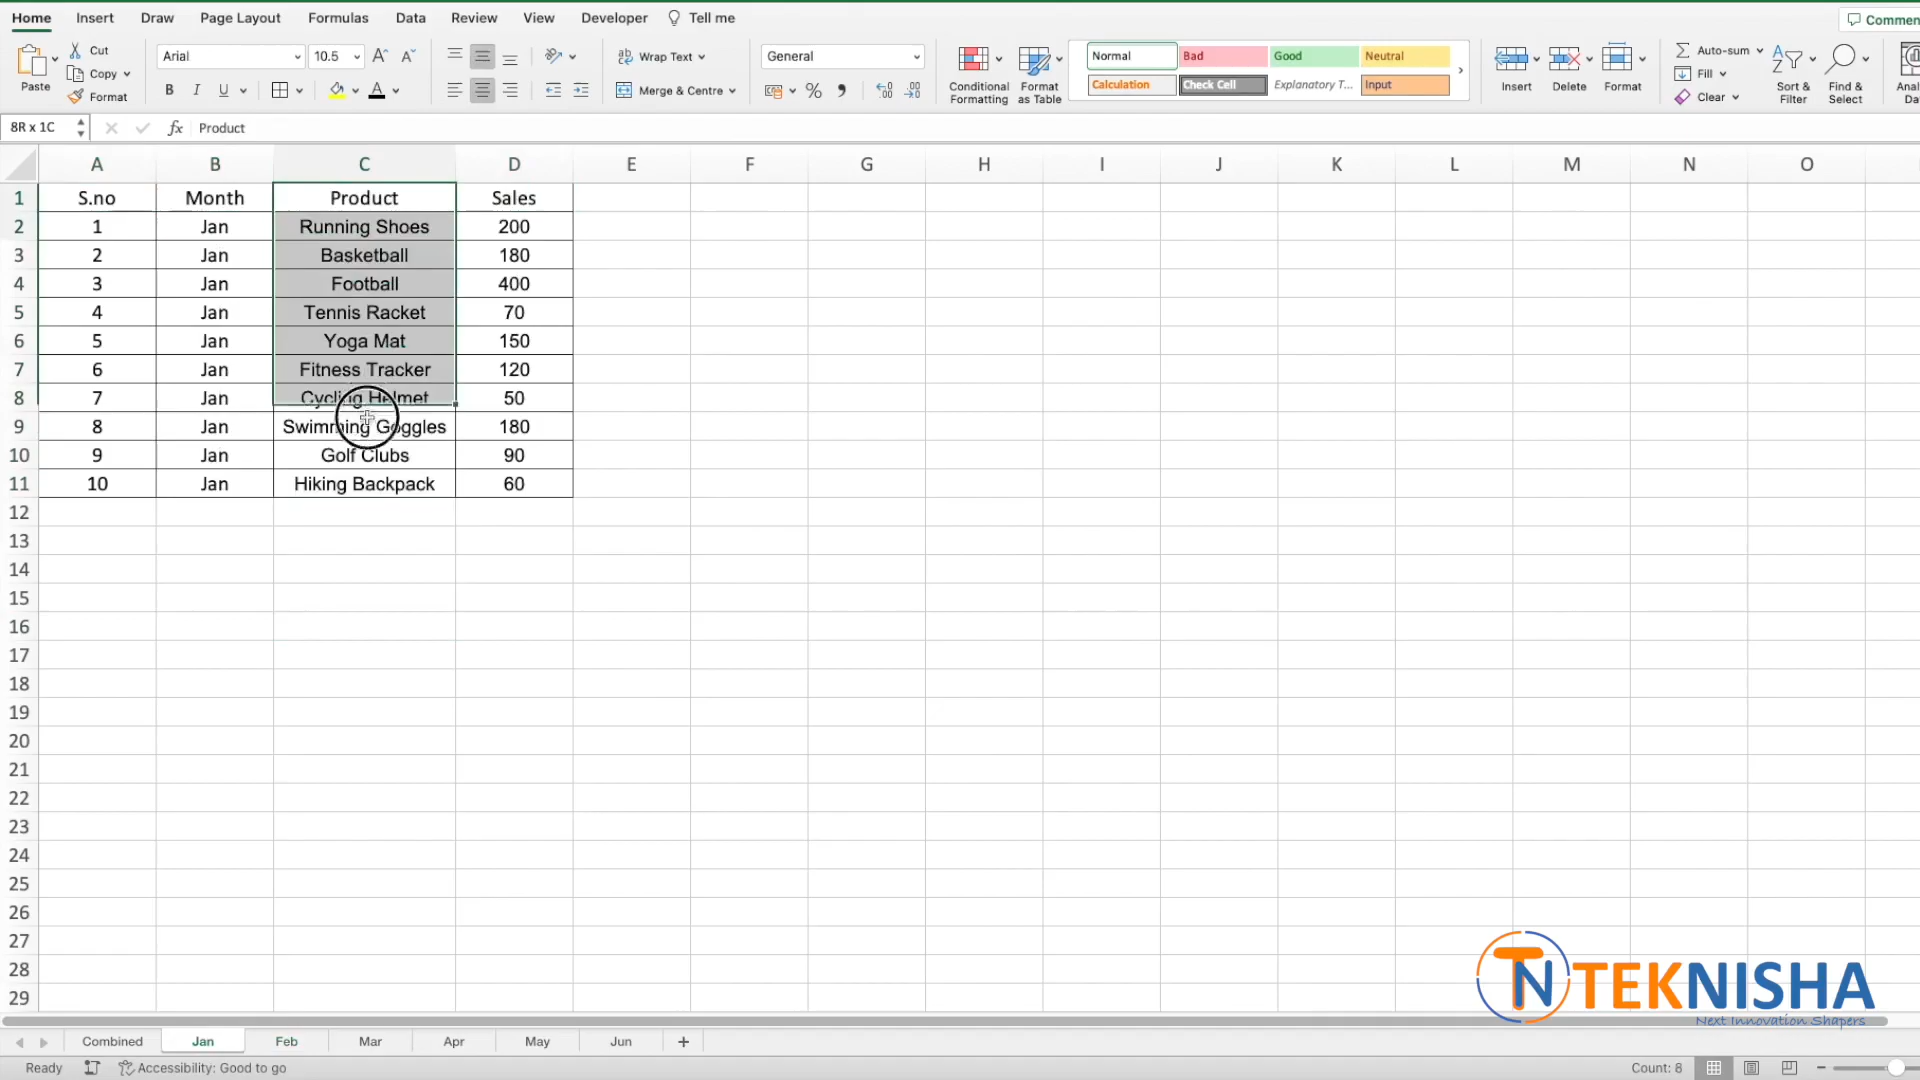 Home Insert Draw Page Layout Formulas Data Review View Developer Tell me Commen
Paste Cut Copy Format
Arial 10.5 A^ A˅ B I U A
Wrap Text Merge & Centre
General % 9
Conditional Formatting Format as Table
Normal Bad Good Neutral
Calculation Check Cell Explanatory T... Input
Insert Delete Format
Auto-sum Fill Clear
Sort & Filter Find & Select Anal Da
8R x 1C fx Product
A B C D E F G H I J K L M N O
1 S.no Month Product Sales
2 1 Jan Running Shoes 200
3 2 Jan Basketball 180
4 3 Jan Football 400
5 4 Jan Tennis Racket 70
6 5 Jan Yoga Mat 150
7 6 Jan Fitness Tracker 120
8 7 Jan Cycling Helmet 50
9 8 Jan Swimming Goggles 180
10 9 Jan Golf Clubs 90
11 10 Jan Hiking Backpack 60
12
13
14
15
16
17
18
19
20
21
22
23
24
25
26
27
28
29
TN TEKNISHA
Next Innovation Shapers
Combined Jan Feb Mar Apr May Jun +
Ready Accessibility: Good to go Count: 8